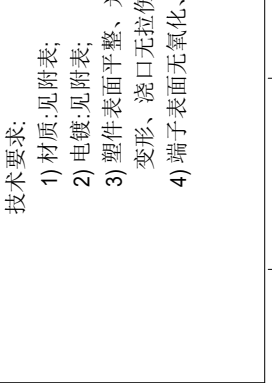 技术要求:
1) 材质:见附表;
2) 电镀:见附表;
3) 塑件表面平整、
变形、浇口无拉伤
4) 端子表面无氧化、